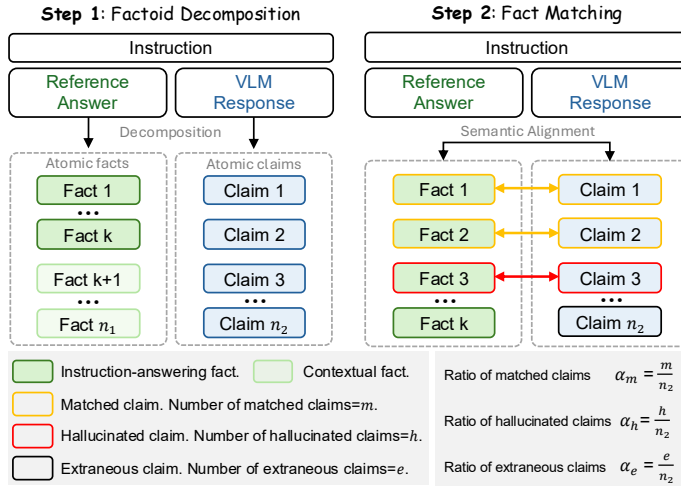 Step 1: Factoid Decomposition
Instruction
Reference
Answer
VLM
Response
Decomposition
Atomic facts
Atomic claims
Fact 1
...
Fact k
Fact k+1
...
Fact n₁
Claim 1
Claim 2
Claim 3
...
Claim n₂
Step 2: Fact Matching
Instruction
Reference
Answer
VLM
Response
Semantic Alignment
Fact 1
Claim 1
Fact 2
Claim 2
Fact 3
Claim 3
...
...
Fact k
Claim n₂
Instruction-answering fact.
Contextual fact.
Matched claim. Number of matched claims=m.
Hallucinated claim. Number of hallucinated claims=h.
Extraneous claim. Number of extraneous claims=e.
Ratio of matched claims αₘ = m/n₂
Ratio of hallucinated claims αₕ = h/n₂
Ratio of extraneous claims αₑ = e/n₂